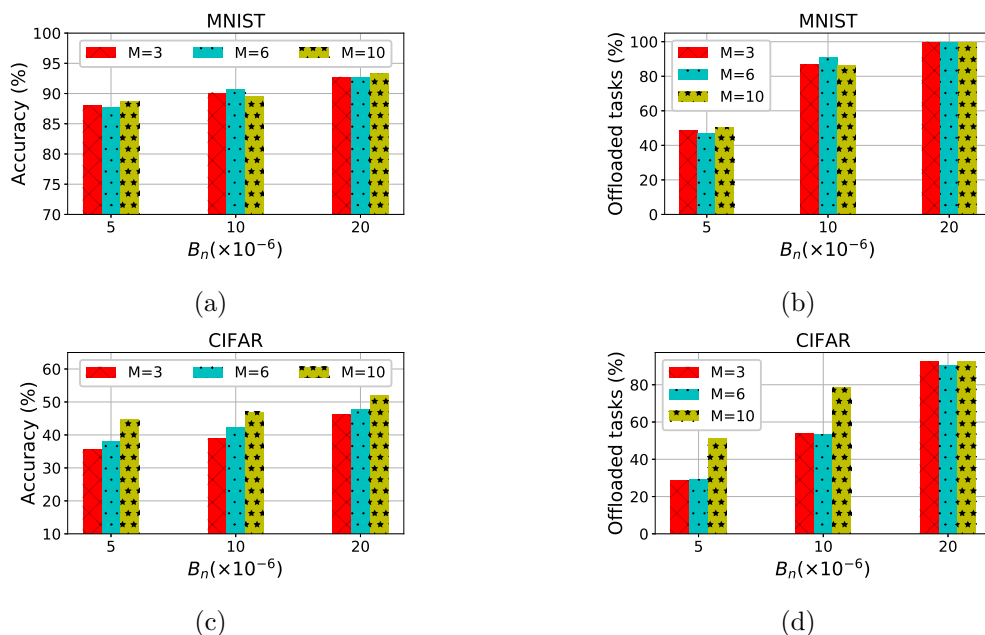 MNIST
100
95
90
85
80
75
70
Accuracy (%)
M=3 M=6 M=10
5 10 20
B_n(×10^{-6})
(a)
MNIST
100
80
60
40
20
0
Offloaded tasks (%)
M=3
M=6
M=10
5 10 20
B_n(×10^{-6})
(b)
CIFAR
60
50
40
30
20
10
Accuracy (%)
M=3 M=6 M=10
5 10 20
B_n(×10^{-6})
(c)
CIFAR
80
60
40
20
0
Offloaded tasks (%)
M=3
M=6
M=10
5 10 20
B_n(×10^{-6})
(d)